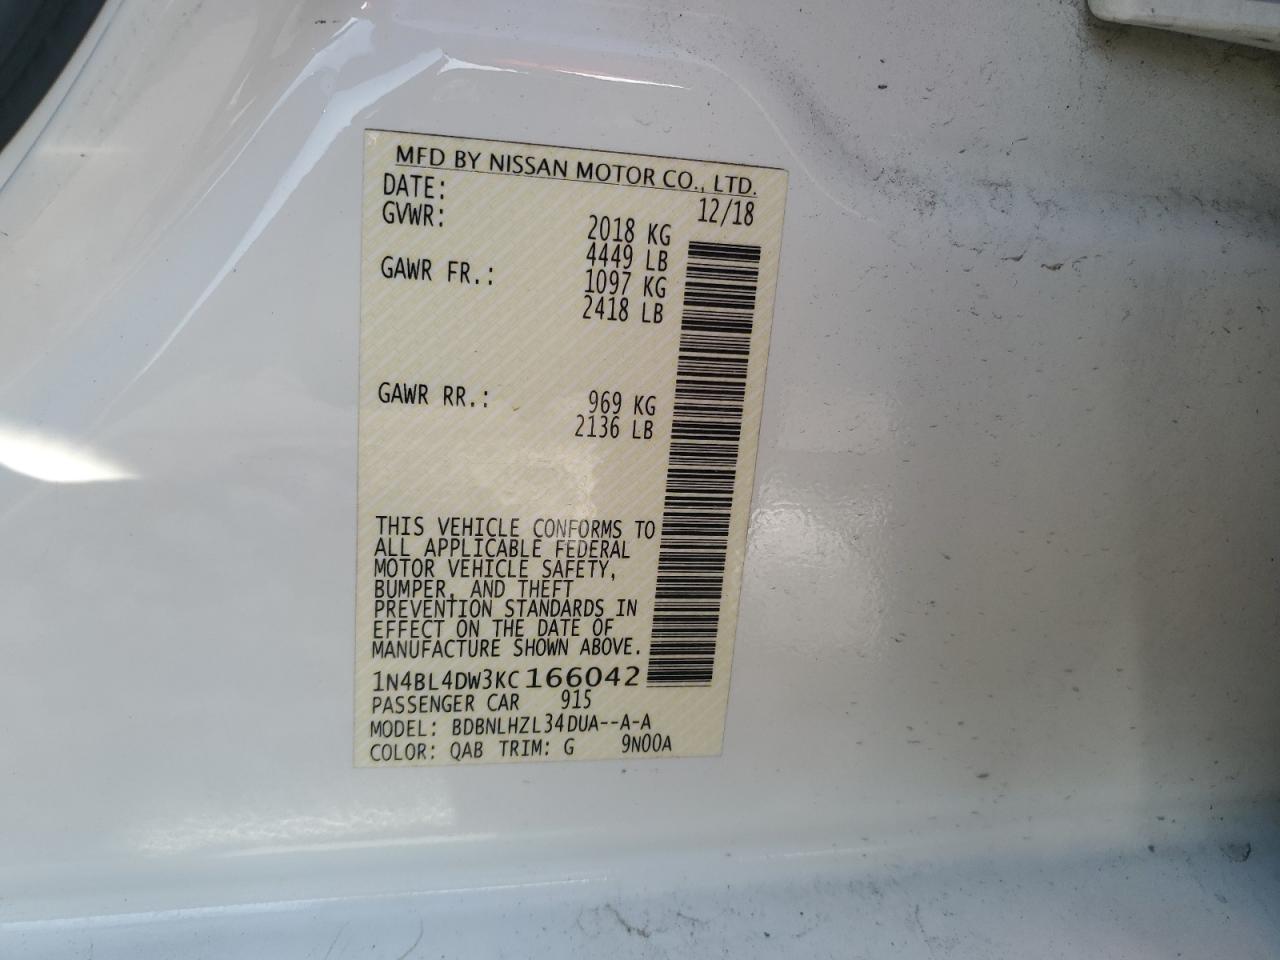 MFD BY NISSAN MOTOR CO., LTD.
DATE: 12/18
GVWR: 2018 KG
4449 LB
GAWR FR.: 1097 KG
2418 LB
GAWR RR.: 969 KG
2136 LB
THIS VEHICLE CONFORMS TO
ALL APPLICABLE FEDERAL
MOTOR VEHICLE SAFETY,
BUMPER, AND THEFT
PREVENTION STANDARDS IN
EFFECT ON THE DATE OF
MANUFACTURE SHOWN ABOVE.
1N4BL4DW3KC166042
PASSENGER CAR 915
MODEL: BDBNLHZL34DUA--A-A
COLOR: QAB TRIM: G 9N00A